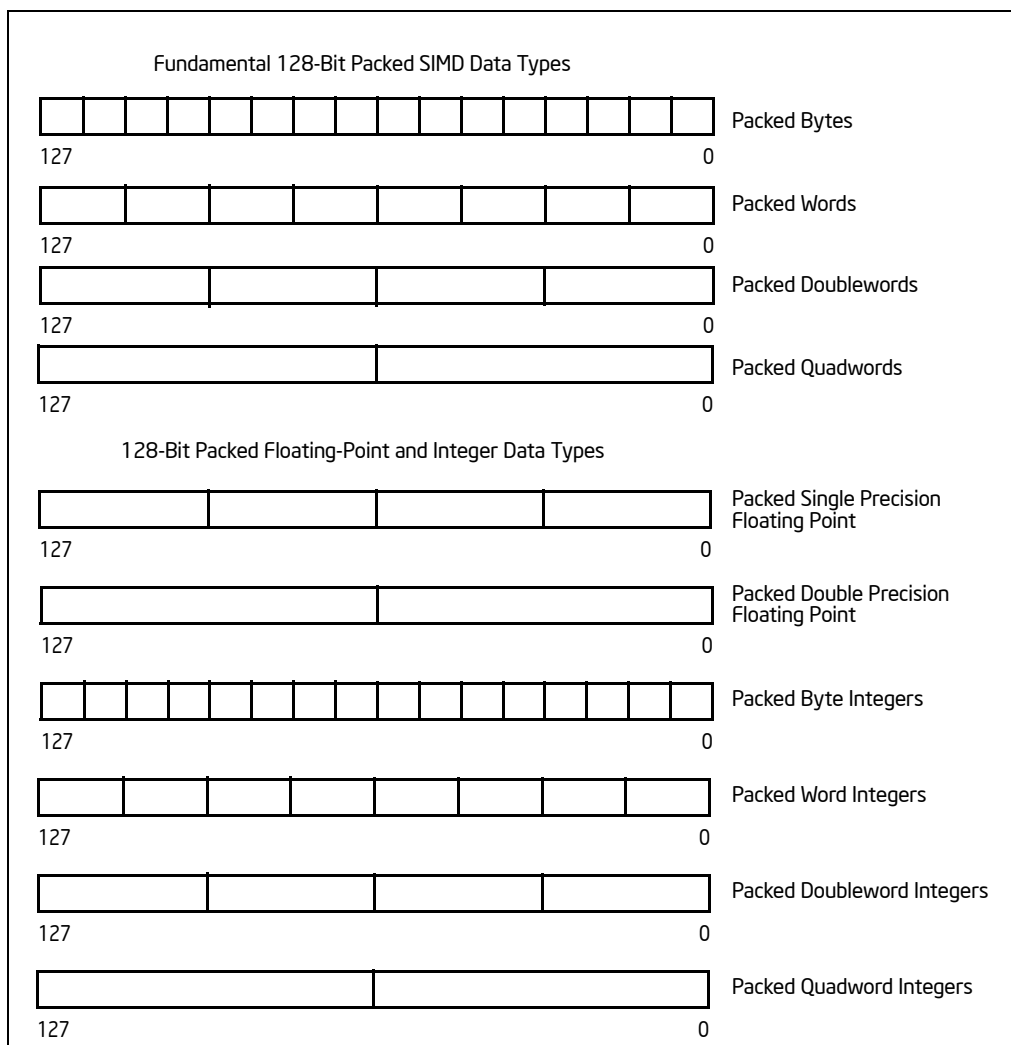 Fundamental 128-Bit Packed SIMD Data Types
Packed Bytes
127 0
Packed Words
127 0
Packed Doublewords
127 0
Packed Quadwords
127 0
128-Bit Packed Floating-Point and Integer Data Types
Packed Single Precision
Floating Point
127 0
Packed Double Precision
Floating Point
127 0
Packed Byte Integers
127 0
Packed Word Integers
127 0
Packed Doubleword Integers
127 0
Packed Quadword Integers
127 0